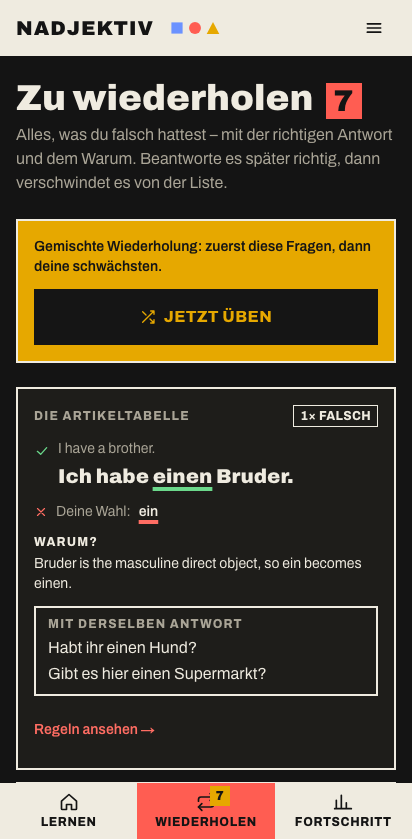 NADJEKTIV
Zu wiederholen 7
Alles, was du falsch hattest – mit der richtigen Antwort
und dem Warum. Beantworte es später richtig, dann
verschwindet es von der Liste.
Gemischte Wiederholung: zuerst diese Fragen, dann
deine schwächsten.
JETZT ÜBEN
DIE ARTIKELTABELLE
1× FALSCH
I have a brother.
Ich habe einen Bruder.
Deine Wahl: ein
WARUM?
Bruder is the masculine direct object, so ein becomes
einen.
MIT DERSELBEN ANTWORT
Habt ihr einen Hund?
Gibt es hier einen Supermarkt?
Regeln ansehen →
7
LERNEN
WIEDERHOLEN
FORTSCHRITT